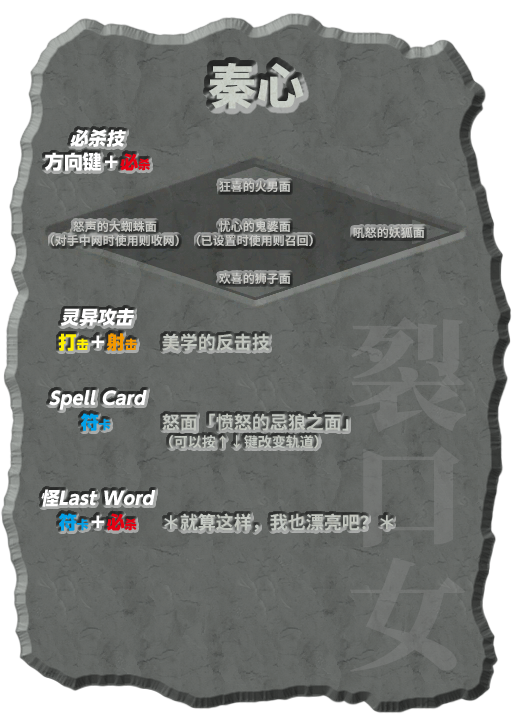 秦心
必杀技
方向键＋必杀
狂喜的火男面
怒声的大蜘蛛面
（对手中网时使用则收网）
忧心的鬼婆面
（已设置时使用则召回）
吼怒的妖狐面
欢喜的狮子面
灵异攻击
打击＋射击
美学的反击技
Spell Card
符卡
怒面「愤怒的忌狼之面」
（可以按↑↓键改变轨道）
怪Last Word
符卡＋必杀
＊就算这样，我也漂亮吧？＊
裂口女